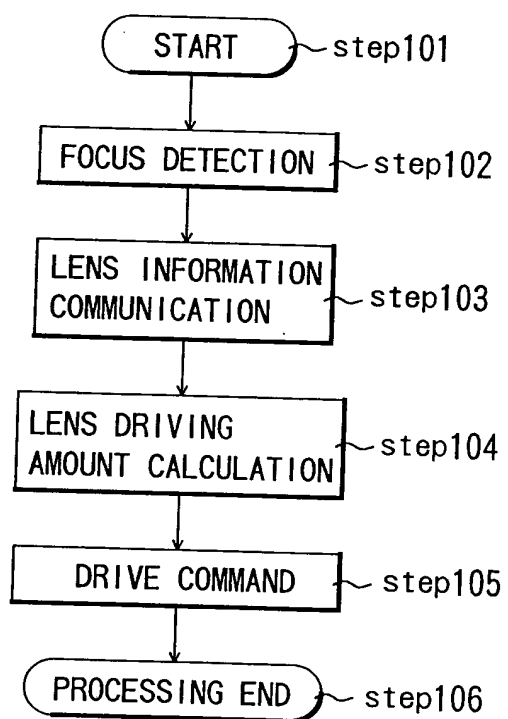 START step101
FOCUS DETECTION step102
LENS INFORMATION
COMMUNICATION step103
LENS DRIVING
AMOUNT CALCULATION step104
DRIVE COMMAND step105
PROCESSING END step106